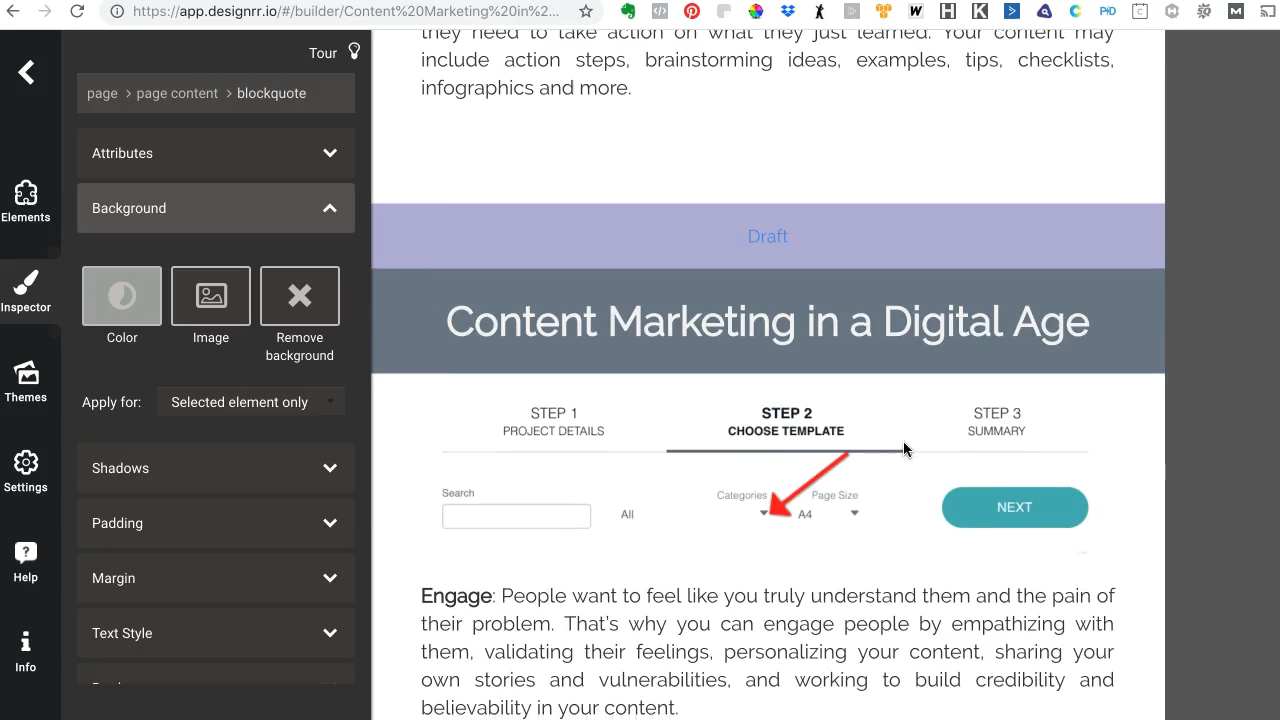 https://app.designrr.io/#/builder/Content%20Marketing%20in%2...
Tour
page > page content > blockquote
Attributes
Background
Color
Image
Remove
background
Apply for: Selected element only
Shadows
Padding
Margin
Text Style
Elements
Inspector
Themes
Settings
Help
Info
they need to take action on what they just learned. Your content may
include action steps, brainstorming ideas, examples, tips, checklists,
infographics and more.
Draft
Content Marketing in a Digital Age
STEP 1
PROJECT DETAILS
STEP 2
CHOOSE TEMPLATE
STEP 3
SUMMARY
Search
All
Categories
Page Size
A4
NEXT
Engage: People want to feel like you truly understand them and the pain of
their problem. That's why you can engage people by empathizing with
them, validating their feelings, personalizing your content, sharing your
own stories and vulnerabilities, and working to build credibility and
believability in your content.